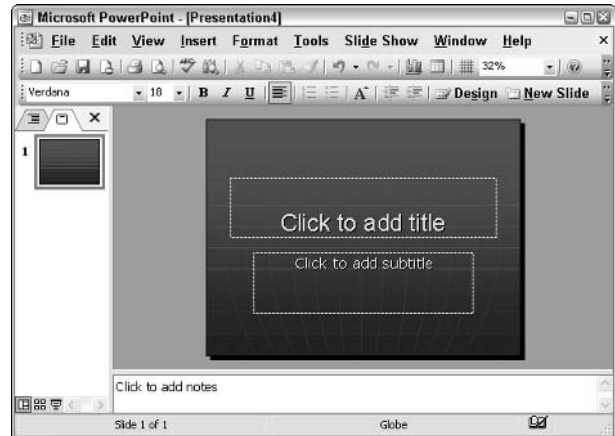 Microsoft PowerPoint - [Presentation4]
File Edit View Insert Format Tools Slide Show Window Help
32%
Verdana 18 B I U A Design New Slide
1
Click to add title
Click to add subtitle
Click to add notes
Slide 1 of 1 Globe